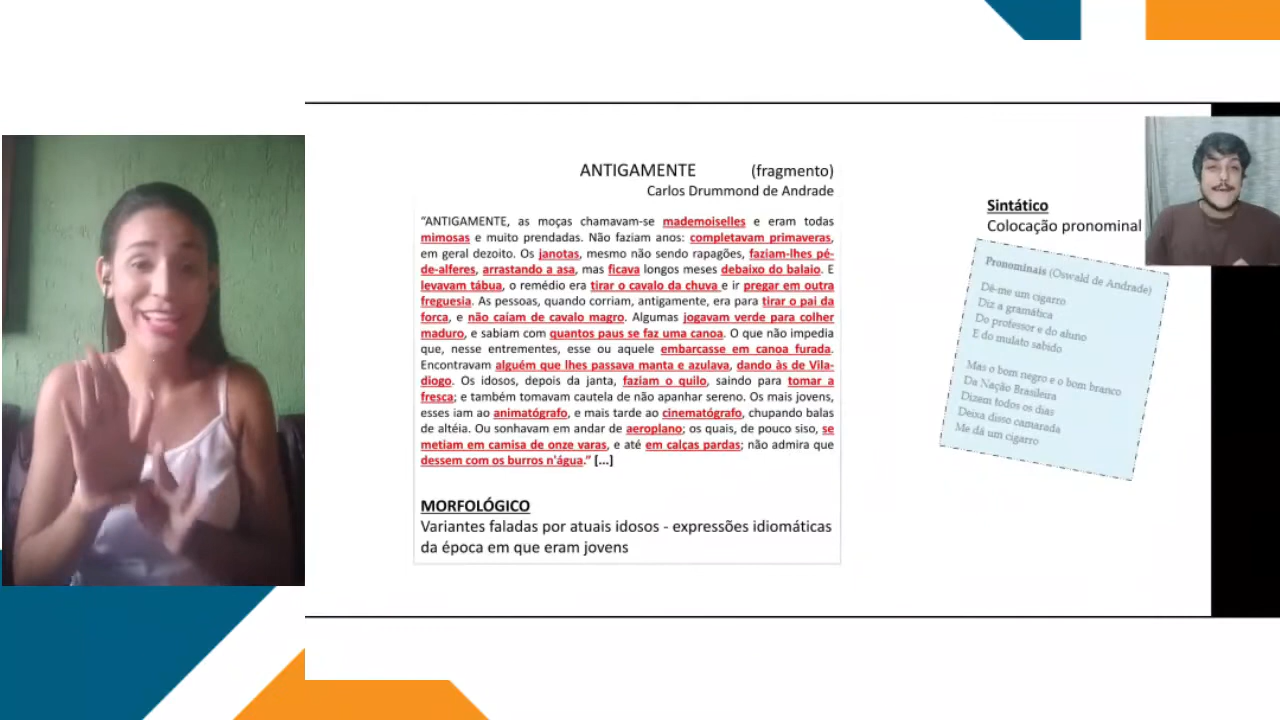 ANTIGAMENTE (fragmento)
Carlos Drummond de Andrade
“ANTIGAMENTE, as moças chamavam-se mademoiselles e eram todas
mimosas e muito prendadas. Não faziam anos: completavam primaveras,
em geral dezoito. Os janotas, mesmo não sendo rapagões, faziam-lhes pé-
de-alferes, arrastando a asa, mas ficava longos meses debaixo do balaio. E
levavam tábua, o remédio era tirar o cavalo da chuva e ir pregar em outra
freguesia. As pessoas, quando corriam, antigamente, era para tirar o pai da
forca, e não caíam de cavalo magro. Algumas jogavam verde para colher
maduro, e sabiam com quantos paus se faz uma canoa. O que não impedia
que, nesse entrementes, esse ou aquele embarcasse em canoa furada.
Encontravam alguém que lhes passava manta e azulava, dando às de Vila-
diogo. Os idosos, depois da janta, faziam o quilo, saindo para tomar a
fresca; e também tomavam cautela de não apanhar sereno. Os mais jovens,
esses iam ao animatógrafo, e mais tarde ao cinematógrafo, chupando balas
de altéia. Ou sonhavam em andar de aeroplano; os quais, de pouco siso, se
metiam em camisa de onze varas, e até em calças pardas; não admira que
dessem com os burros n'água.” [...]
MORFOLÓGICO
Variantes faladas por atuais idosos - expressões idiomáticas
da época em que eram jovens
Sintático
Colocação pronominal
Pronominais (Oswald de Andrade)
Dê-me um cigarro
Diz a gramática
Do professor e do aluno
E do mulato sabido
Mas o bom negro e o bom branco
Da Nação Brasileira
Dizem todos os dias
Deixa disso camarada
Me dá um cigarro